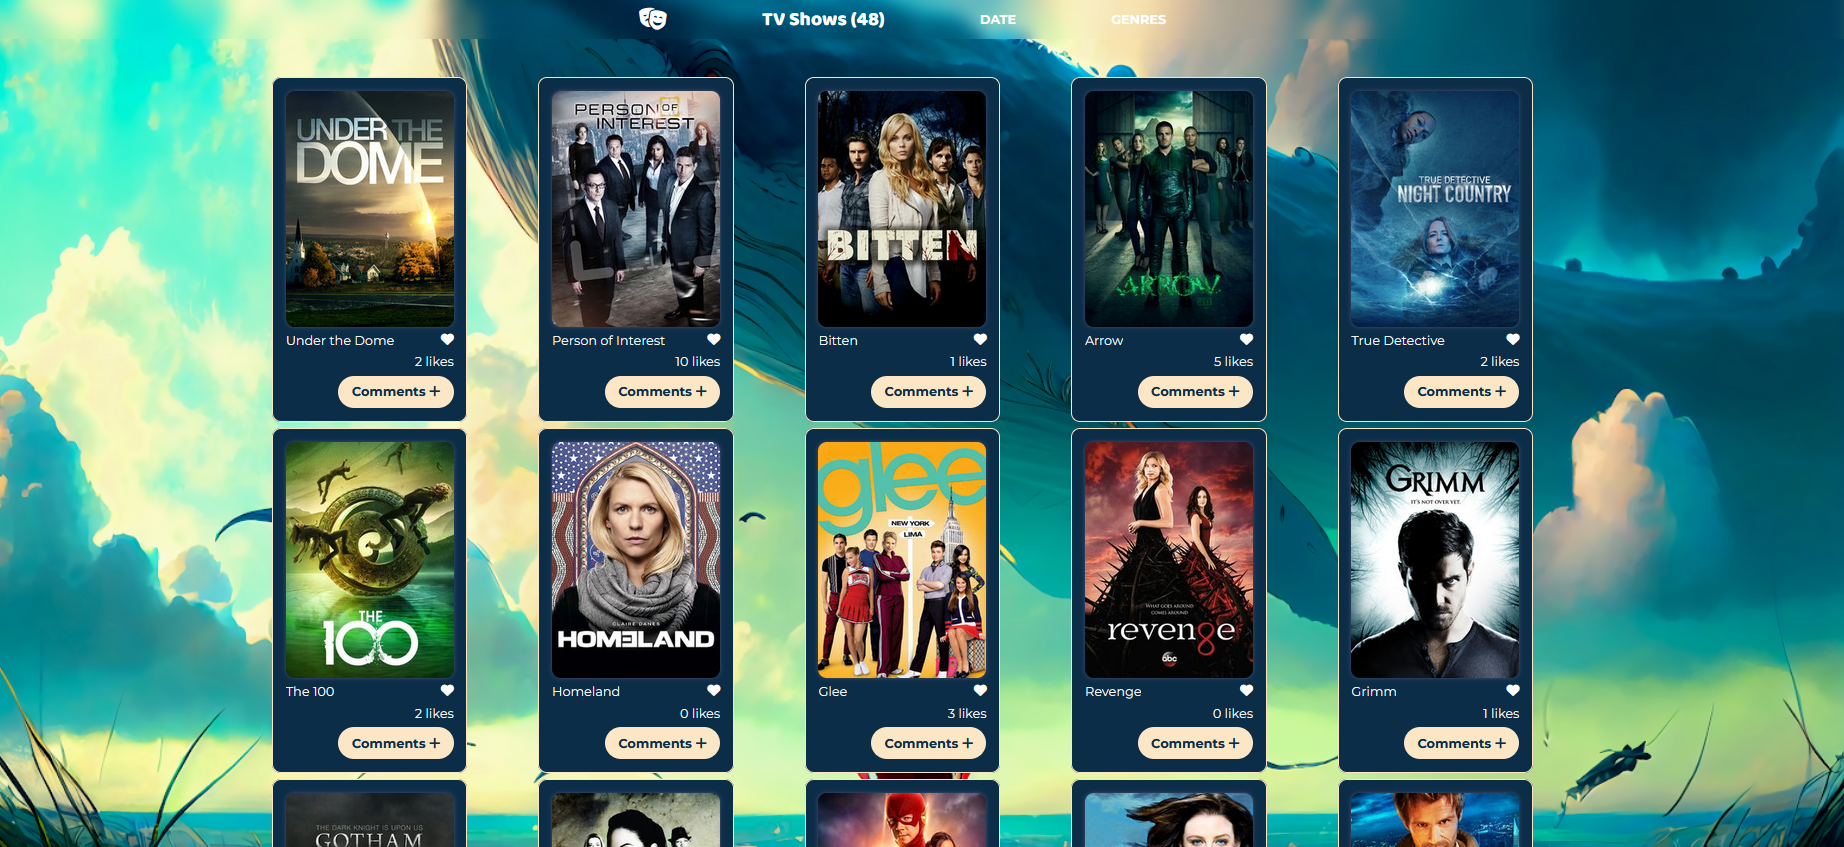 TV Shows (48) DATE GENRES
UNDER THE
DOME
PERSON OF
INTEREST
BITTEN
ARROW
TRUE DETECTIVE
NIGHT COUNTRY
Under the Dome
Person of Interest
Bitten
Arrow
True Detective
2 likes
10 likes
1 likes
5 likes
2 likes
Comments +
Comments +
Comments +
Comments +
Comments +
THE
100
CLAIRE DANES
HOMELAND
glee
NEW YORK
LIMA
WHAT GOES AROUND
COMES AROUND
revenge
abc
GRIMM
IT'S NOT OVER YET.
The 100
Homeland
Glee
Revenge
Grimm
2 likes
0 likes
3 likes
0 likes
1 likes
Comments +
Comments +
Comments +
Comments +
Comments +
THE DARK KNIGHT IS UPON US
GOTHAM